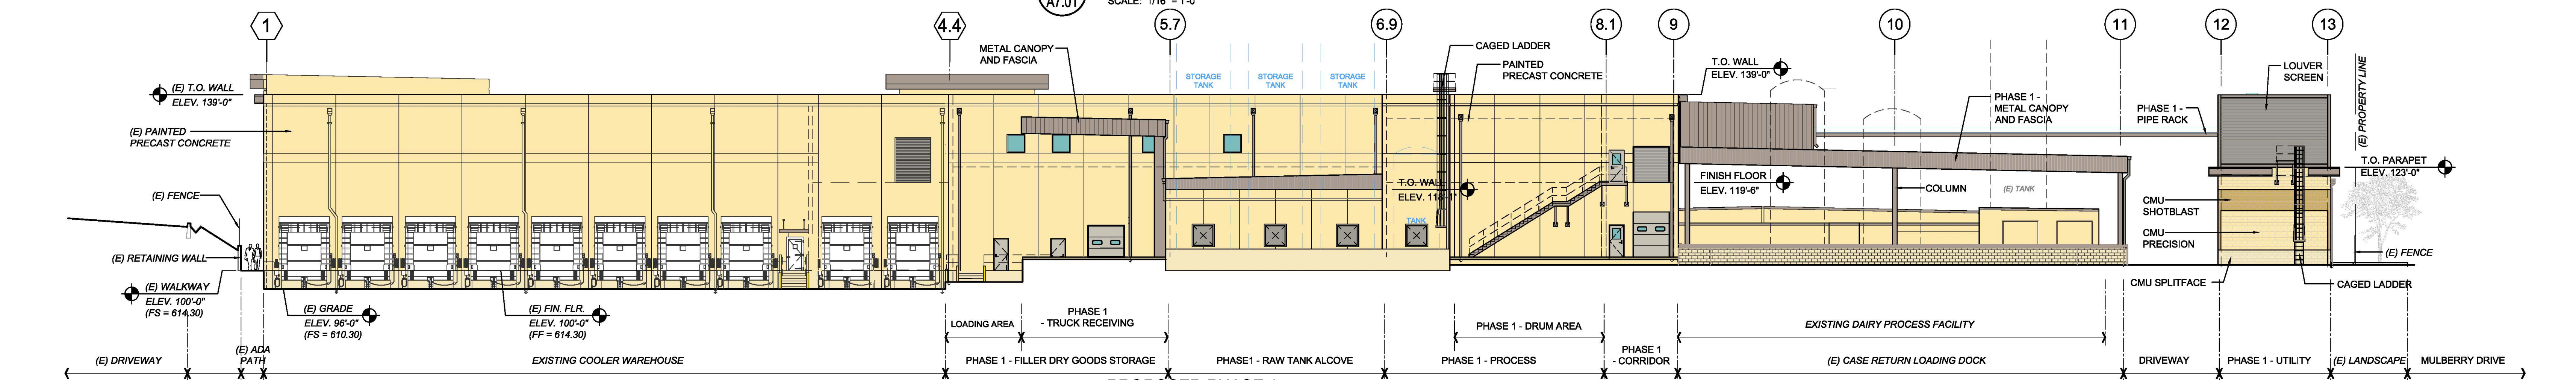 A7.01
SCALE: 1/16" = 1'-0"
1
4.4
5.7
6.9
8.1
9
10
11
12
13
METAL CANOPY
AND FASCIA
CAGED LADDER
PAINTED
PRECAST CONCRETE
STORAGE
TANK
STORAGE
TANK
STORAGE
TANK
T.O. WALL
ELEV. 139'-0"
LOUVER
SCREEN
(E) PROPERTY LINE
(E) T.O. WALL
ELEV. 139'-0"
PHASE 1 -
METAL CANOPY
AND FASCIA
PHASE 1 -
PIPE RACK
(E) PAINTED
PRECAST CONCRETE
T.O. PARAPET
ELEV. 123'-0"
FINISH FLOOR
ELEV. 119'-6"
T.O. WALL
ELEV. 118'-1"
COLUMN
(E) TANK
(E) FENCE
CMU
SHOTBLAST
TANK
CMU
PRECISION
(E) RETAINING WALL
(E) FENCE
(E) WALKWAY
ELEV. 100'-0"
(FS = 614.30)
CMU SPLITFACE
CAGED LADDER
(E) GRADE
ELEV. 96'-0"
(FS = 610.30)
(E) FIN. FLR.
ELEV. 100'-0"
(FF = 614.30)
LOADING AREA
PHASE 1
- TRUCK RECEIVING
PHASE 1 - DRUM AREA
EXISTING DAIRY PROCESS FACILITY
(E) DRIVEWAY
(E) ADA
PATH
EXISTING COOLER WAREHOUSE
PHASE 1 - FILLER DRY GOODS STORAGE
PHASE1 - RAW TANK ALCOVE
PHASE 1 - PROCESS
PHASE 1
- CORRIDOR
(E) CASE RETURN LOADING DOCK
DRIVEWAY
PHASE 1 - UTILITY
(E) LANDSCAPE
MULBERRY DRIVE